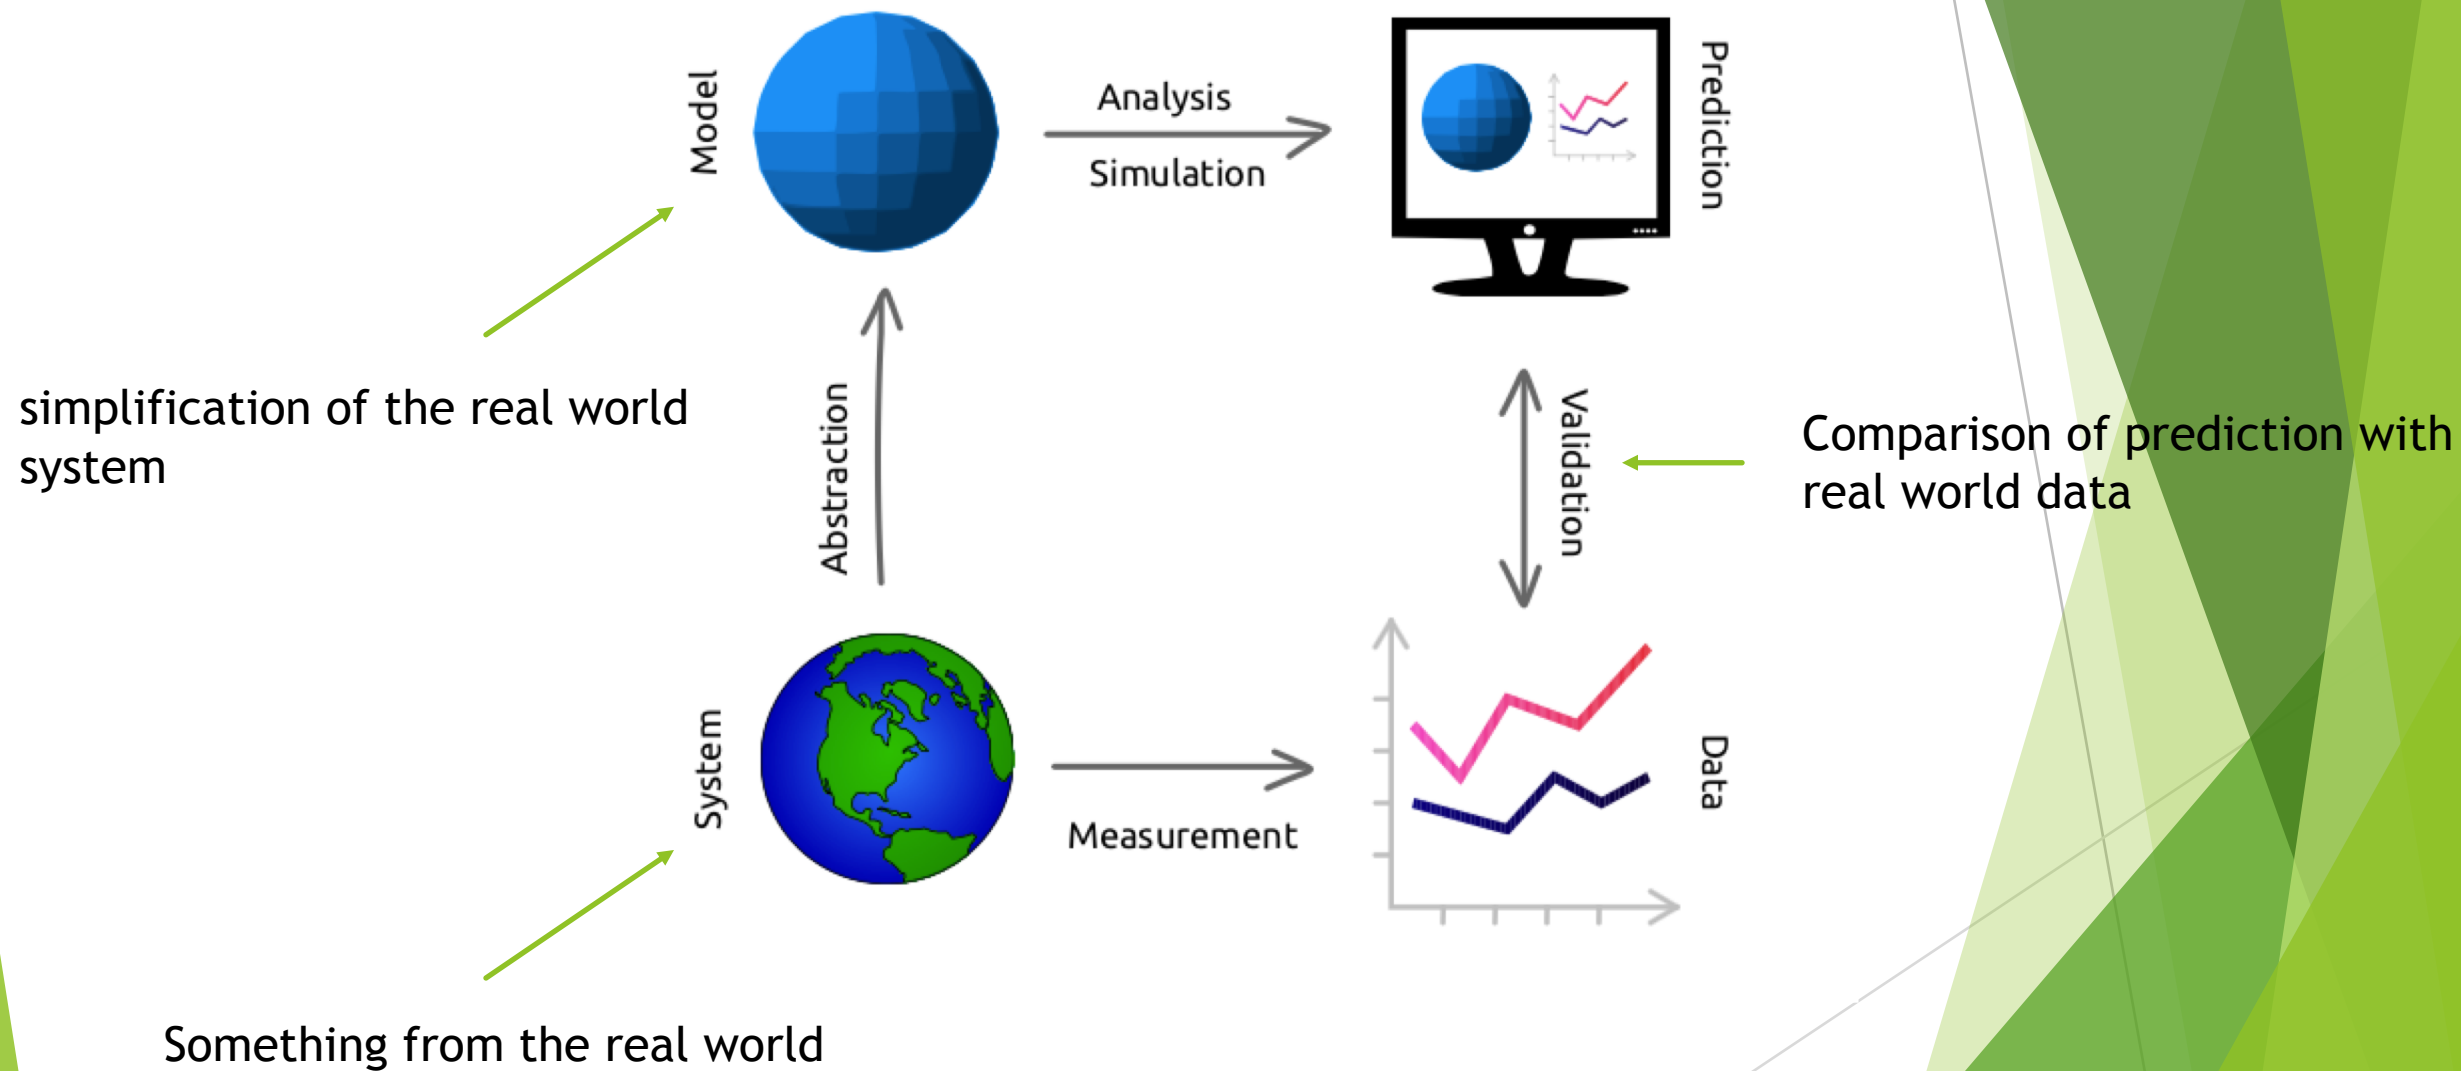 Model
Analysis
Simulation
Prediction
simplification of the real world
system
Abstraction
Validation
Comparison of prediction with
real world data
System
Measurement
Data
Something from the real world